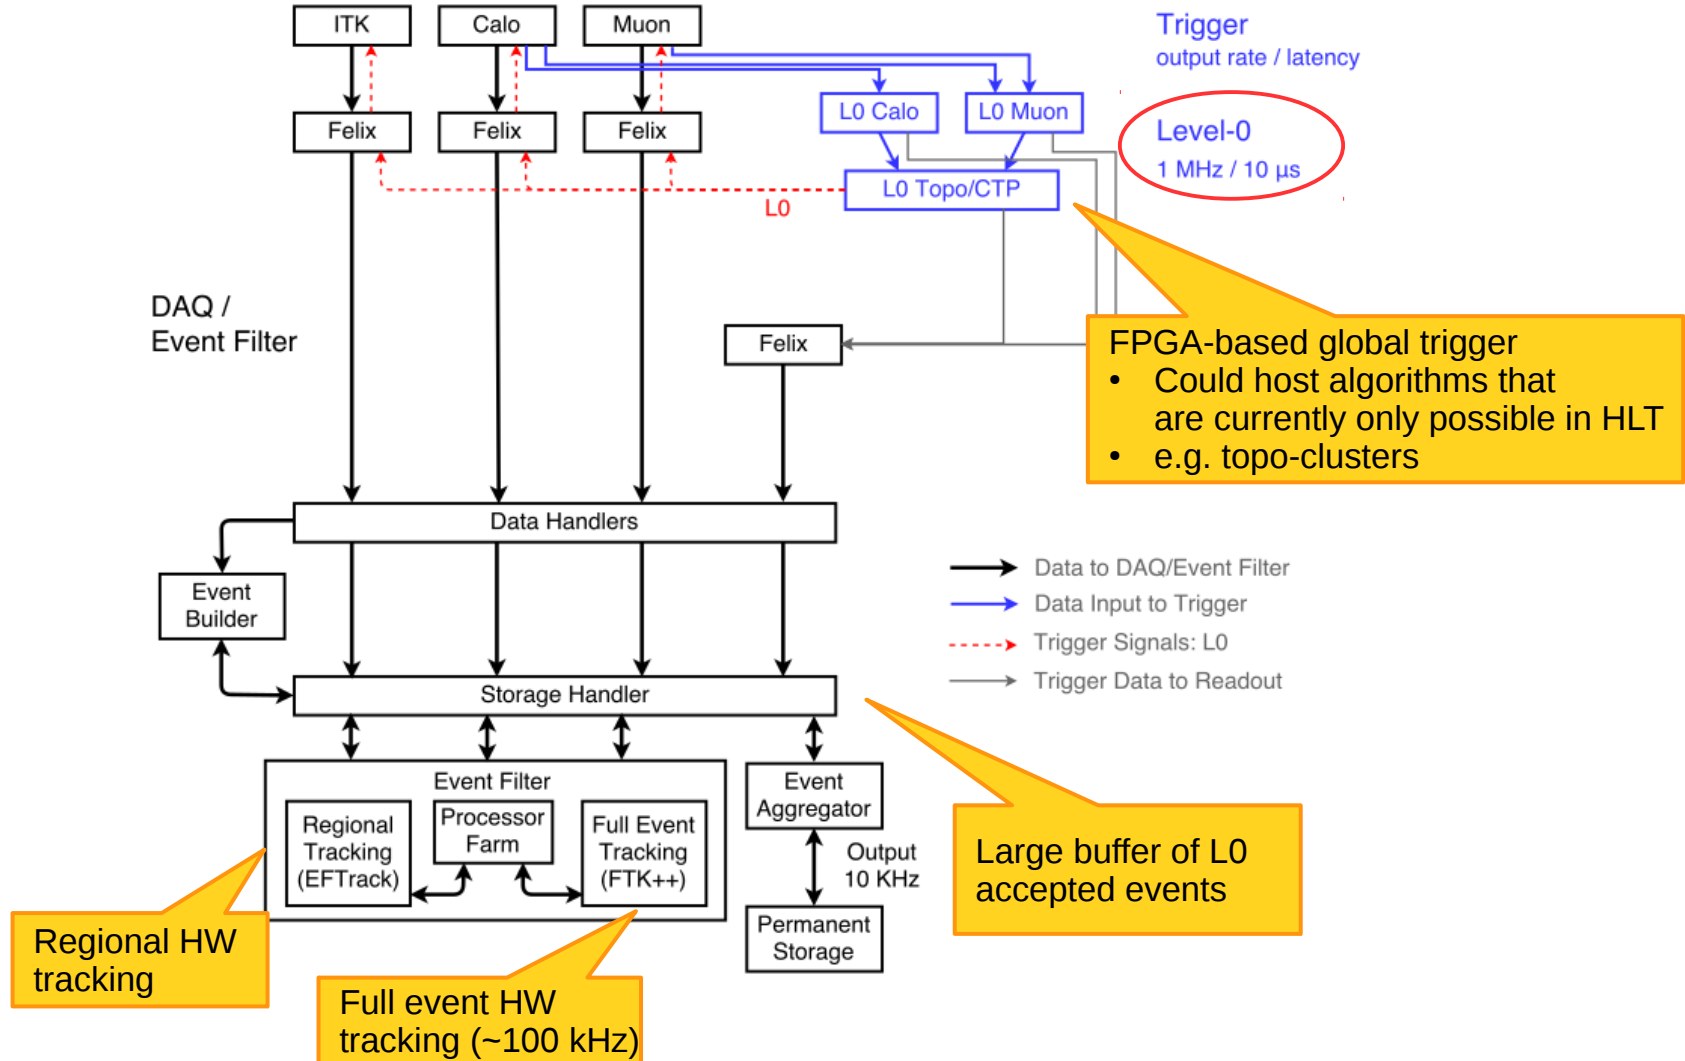 ITK
Calo
Muon
Trigger
output rate / latency
Felix
Felix
Felix
L0 Calo
L0 Muon
Level-0
1 MHz / 10 µs
L0 Topo/CTP
L0
DAQ /
Event Filter
Felix
FPGA-based global trigger
• Could host algorithms that
are currently only possible in HLT
• e.g. topo-clusters
Data Handlers
Event
Builder
Data to DAQ/Event Filter
Data Input to Trigger
Trigger Signals: L0
Trigger Data to Readout
Storage Handler
Event Filter
Regional
Tracking
(EFTrack)
Processor
Farm
Full Event
Tracking
(FTK++)
Event
Aggregator
Output
10 KHz
Permanent
Storage
Large buffer of L0
accepted events
Regional HW
tracking
Full event HW
tracking (~100 kHz)